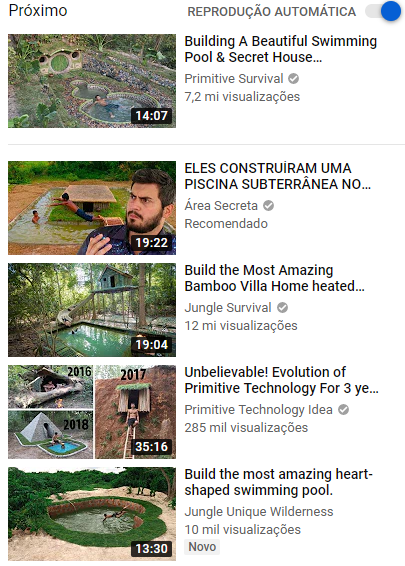 Próximo
REPRODUÇÃO AUTOMÁTICA
14:07
Building A Beautiful Swimming
Pool & Secret House...
Primitive Survival
7,2 mi visualizações
19:22
ELES CONSTRUÍRAM UMA
PISCINA SUBTERRÂNEA NO...
Área Secreta
Recomendado
19:04
Build the Most Amazing
Bamboo Villa Home heated...
Jungle Survival
12 mi visualizações
2016
2017
2018
35:16
Unbelievable! Evolution of
Primitive Technology For 3 ye...
Primitive Technology Idea
285 mil visualizações
13:30
Build the most amazing heart-
shaped swimming pool.
Jungle Unique Wilderness
10 mil visualizações
Novo